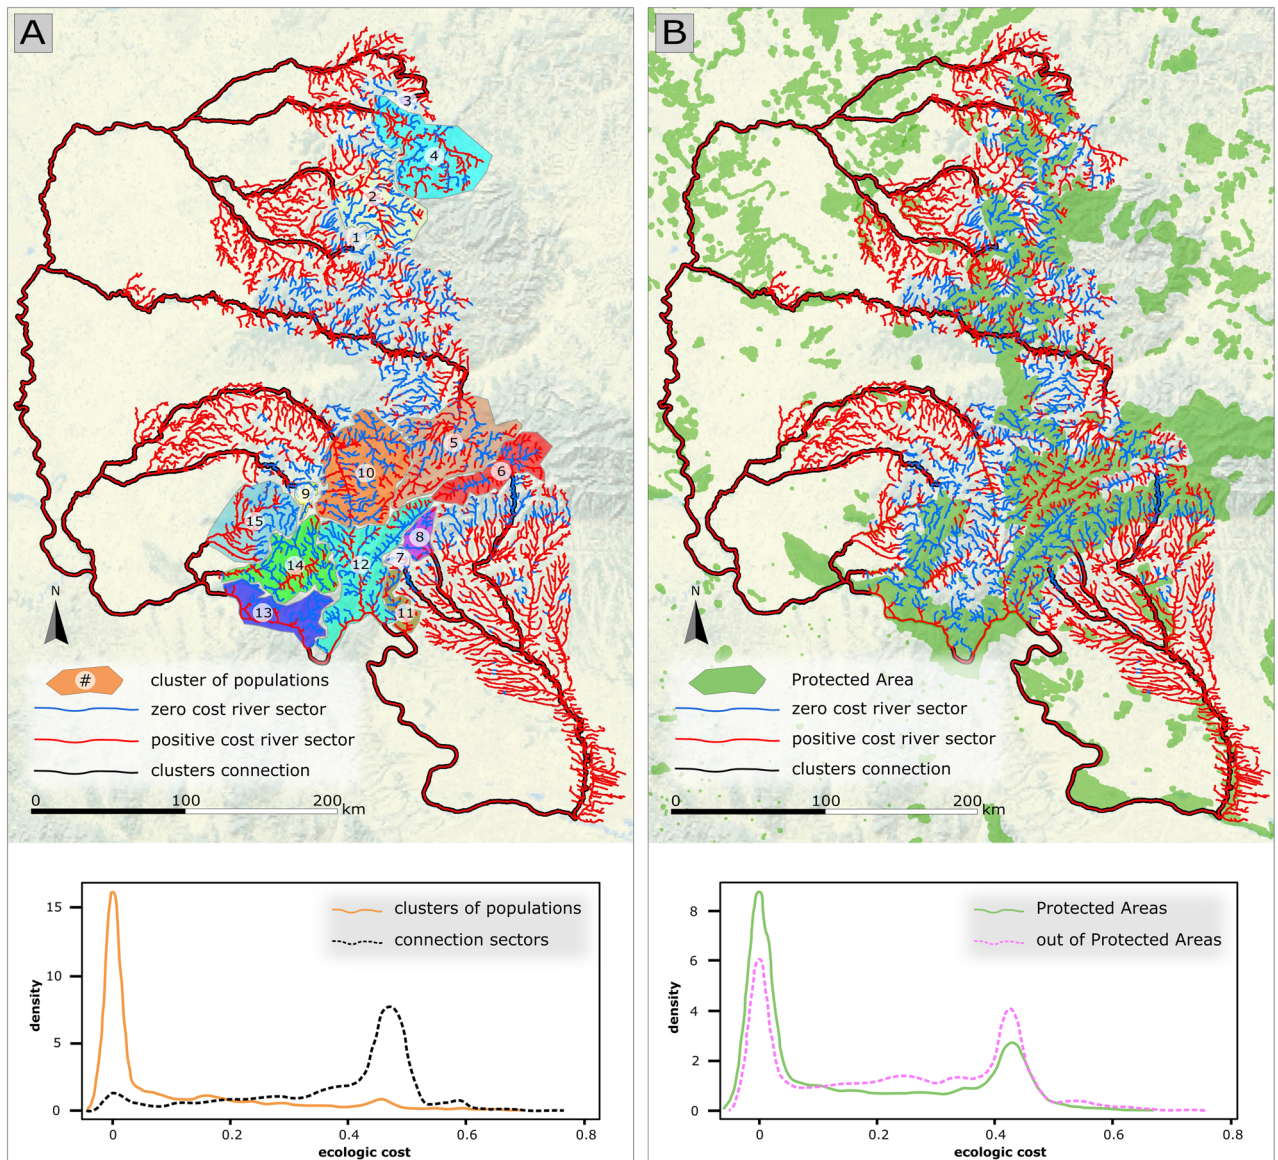 A
3
4
2
1
5
10
6
9
15
8
7
12
14
13
11
N
# cluster of populations
zero cost river sector
positive cost river sector
clusters connection
0 100 200 km
15
10
5
0
density
0 0.2 0.4 0.6 0.8
ecologic cost
clusters of populations
connection sectors
B
N
Protected Area
zero cost river sector
positive cost river sector
clusters connection
0 100 200 km
8
6
4
2
0
density
0 0.2 0.4 0.6 0.8
ecologic cost
Protected Areas
out of Protected Areas